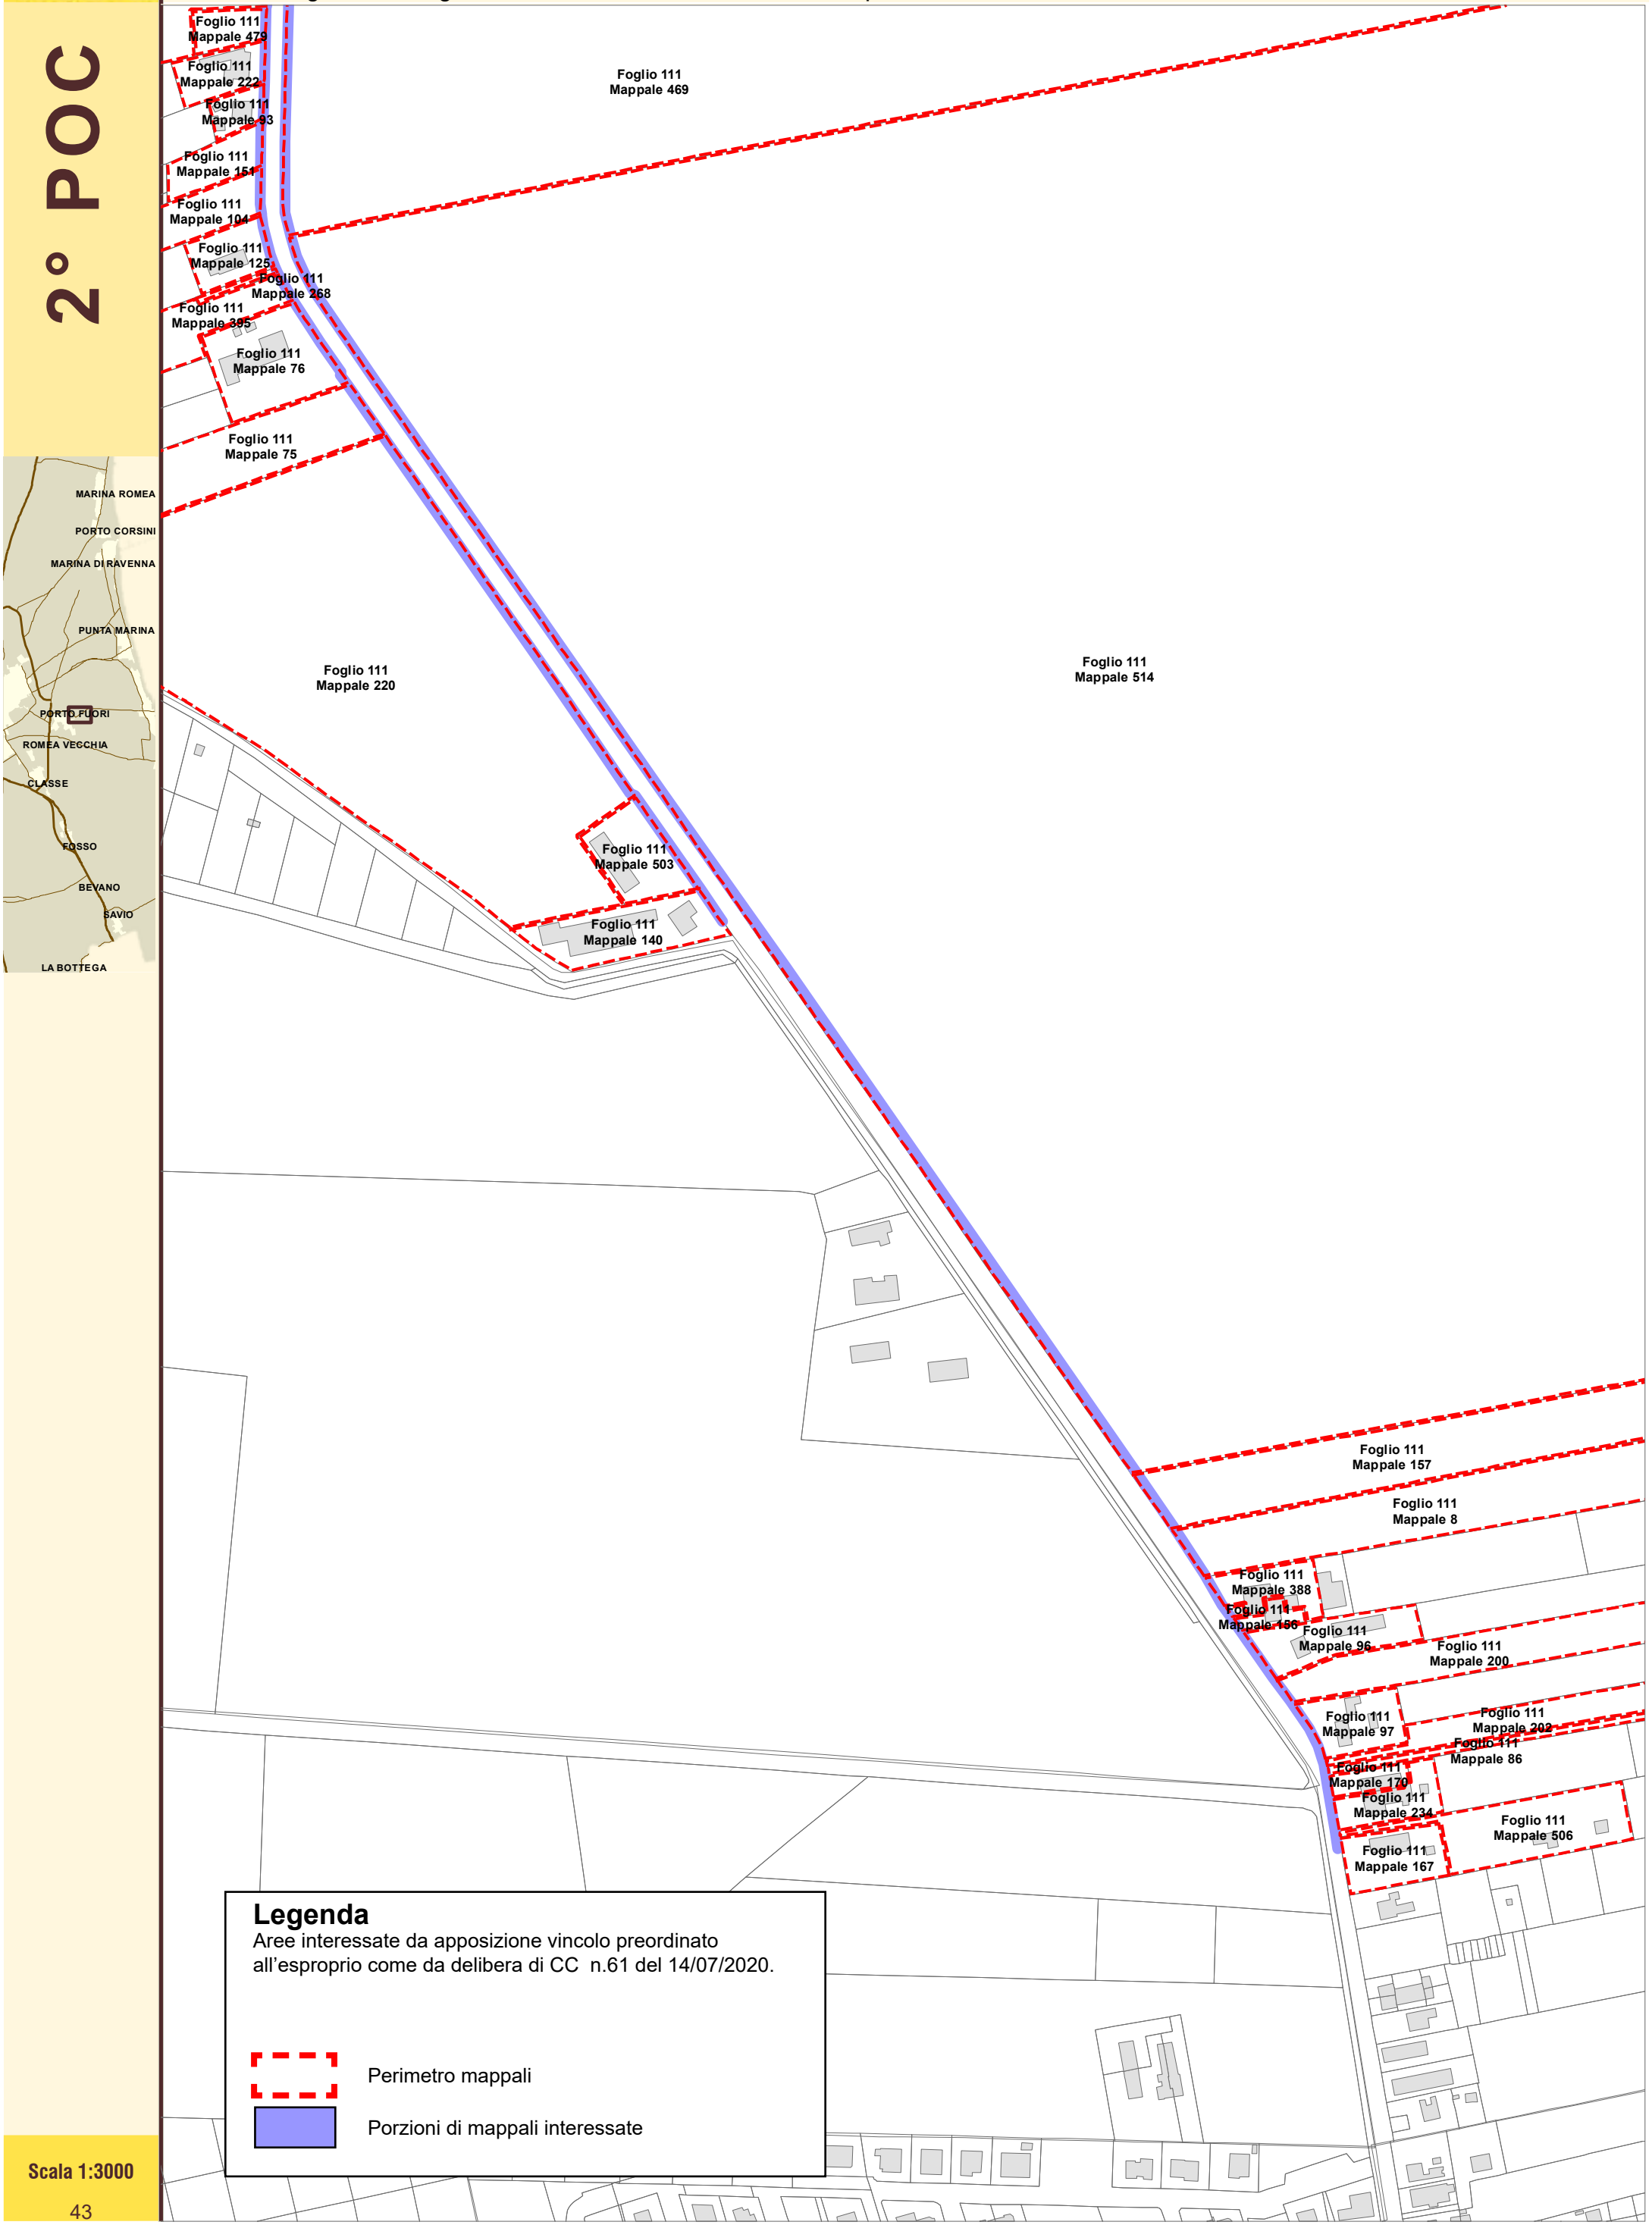 2° POC
MARINA ROMEA
PORTO CORSINI
MARINA DI RAVENNA
PUNTA MARINA
PORTO FUORI
ROMEA VECCHIA
CLASSE
FOSSO
BEVANO
SAVIO
LA BOTTEGA
Scala 1:3000
43
Foglio 111
Mappale 479
Foglio 111
Mappale 222
Foglio 111
Mappale 93
Foglio 111
Mappale 151
Foglio 111
Mappale 104
Foglio 111
Mappale 125
Foglio 111
Mappale 268
Foglio 111
Mappale 395
Foglio 111
Mappale 76
Foglio 111
Mappale 75
Foglio 111
Mappale 469
Foglio 111
Mappale 220
Foglio 111
Mappale 514
Foglio 111
Mappale 503
Foglio 111
Mappale 140
Foglio 111
Mappale 157
Foglio 111
Mappale 8
Foglio 111
Mappale 388
Foglio 111
Mappale 156
Foglio 111
Mappale 96
Foglio 111
Mappale 200
Foglio 111
Mappale 97
Foglio 111
Mappale 202
Foglio 111
Mappale 86
Foglio 111
Mappale 170
Foglio 111
Mappale 234
Foglio 111
Mappale 506
Foglio 111
Mappale 167
Legenda
Aree interessate da apposizione vincolo preordinato
all'esproprio come da delibera di CC n.61 del 14/07/2020.
Perimetro mappali
Porzioni di mappali interessate